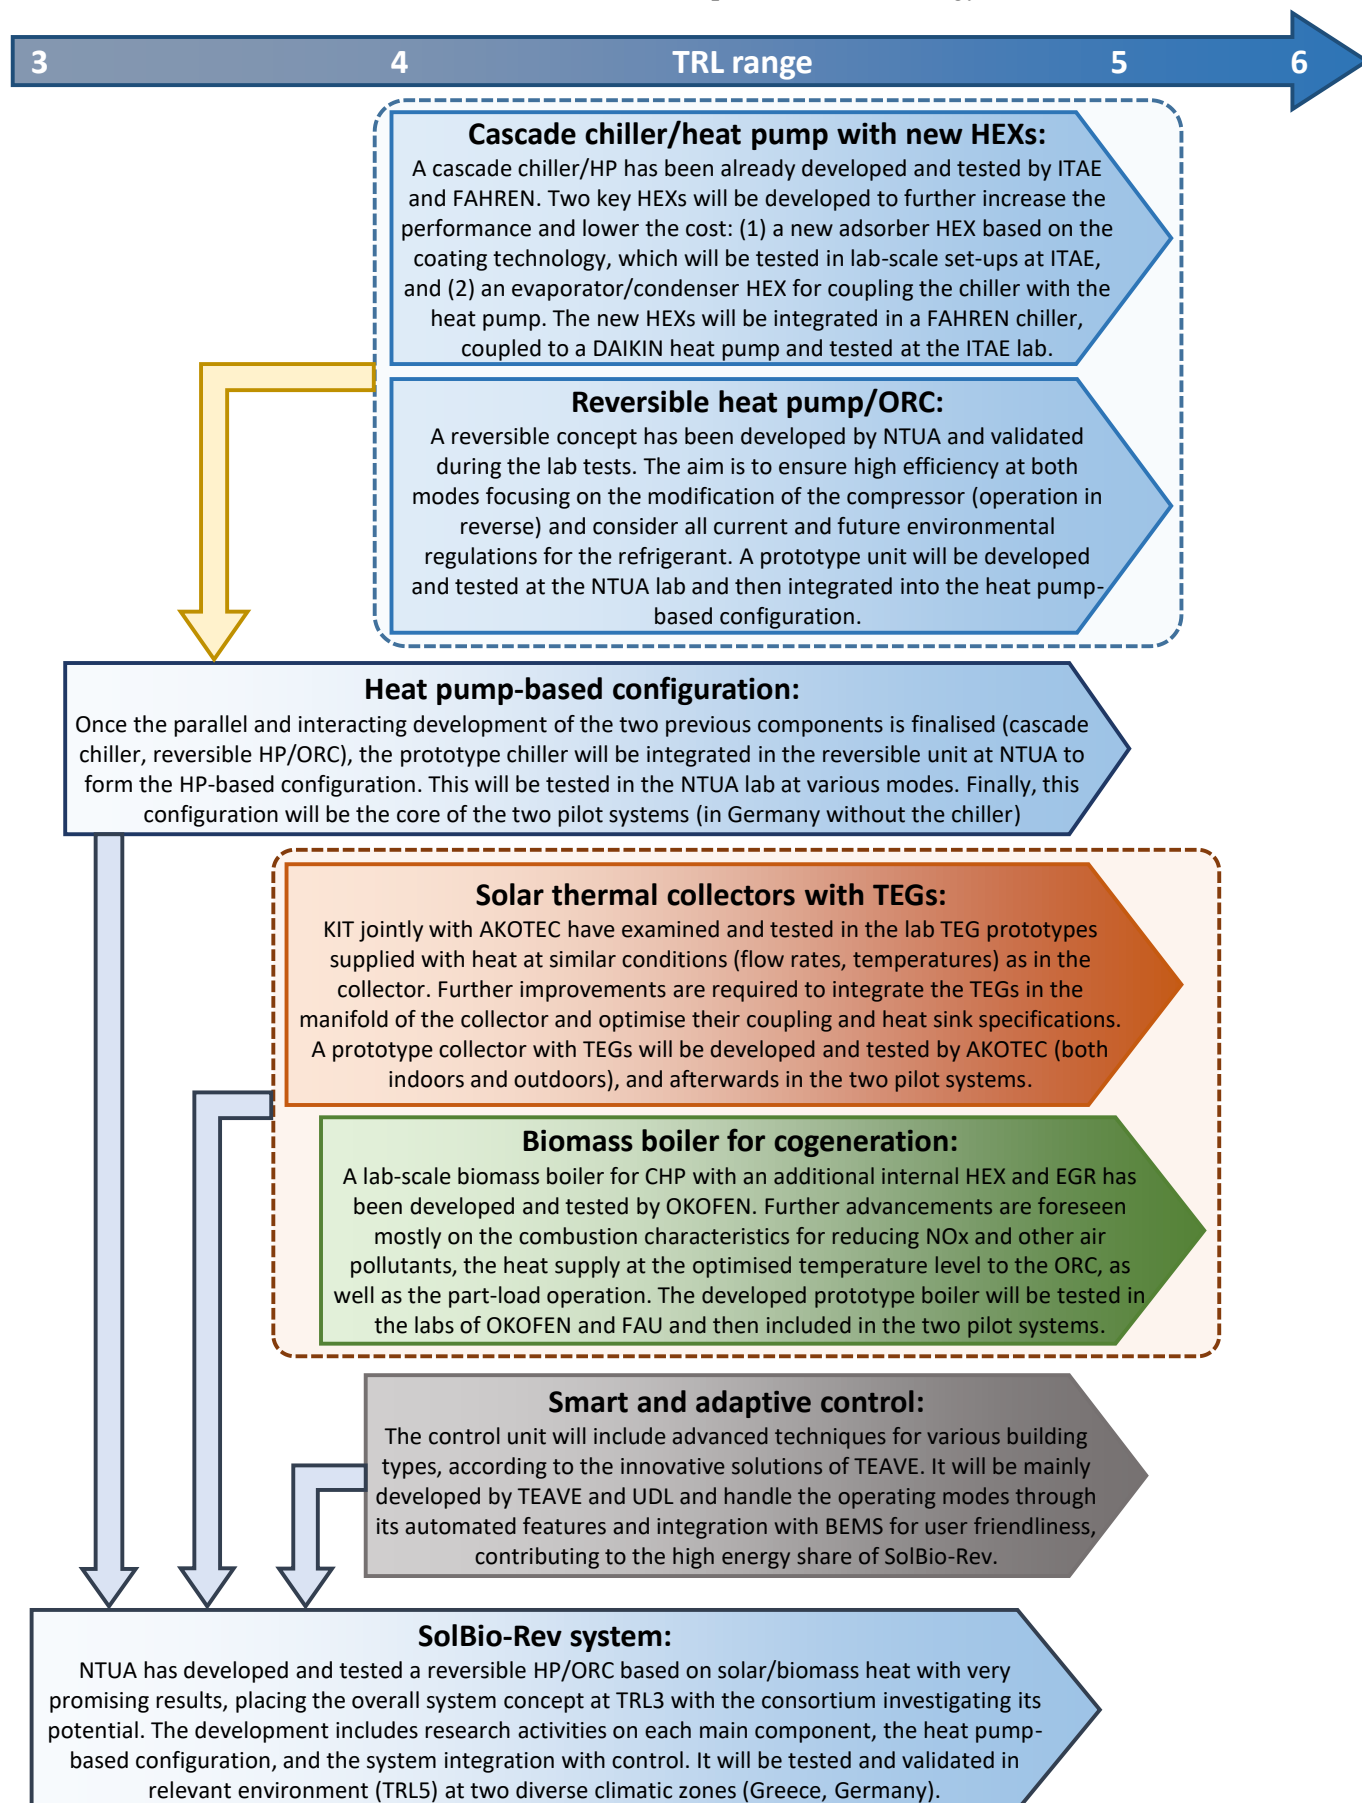 3 4 TRL range 5 6
Cascade chiller/heat pump with new HEXs:
A cascade chiller/HP has been already developed and tested by ITAE
and FAHREN. Two key HEXs will be developed to further increase the
performance and lower the cost: (1) a new adsorber HEX based on the
coating technology, which will be tested in lab-scale set-ups at ITAE,
and (2) an evaporator/condenser HEX for coupling the chiller with the
heat pump. The new HEXs will be integrated in a FAHREN chiller,
coupled to a DAIKIN heat pump and tested at the ITAE lab.
Reversible heat pump/ORC:
A reversible concept has been developed by NTUA and validated
during the lab tests. The aim is to ensure high efficiency at both
modes focusing on the modification of the compressor (operation in
reverse) and consider all current and future environmental
regulations for the refrigerant. A prototype unit will be developed
and tested at the NTUA lab and then integrated into the heat pump-
based configuration.
Heat pump-based configuration:
Once the parallel and interacting development of the two previous components is finalised (cascade
chiller, reversible HP/ORC), the prototype chiller will be integrated in the reversible unit at NTUA to
form the HP-based configuration. This will be tested in the NTUA lab at various modes. Finally, this
configuration will be the core of the two pilot systems (in Germany without the chiller)
Solar thermal collectors with TEGs:
KIT jointly with AKOTEC have examined and tested in the lab TEG prototypes
supplied with heat at similar conditions (flow rates, temperatures) as in the
collector. Further improvements are required to integrate the TEGs in the
manifold of the collector and optimise their coupling and heat sink specifications.
A prototype collector with TEGs will be developed and tested by AKOTEC (both
indoors and outdoors), and afterwards in the two pilot systems.
Biomass boiler for cogeneration:
A lab-scale biomass boiler for CHP with an additional internal HEX and EGR has
been developed and tested by OKOFEN. Further advancements are foreseen
mostly on the combustion characteristics for reducing NOx and other air
pollutants, the heat supply at the optimised temperature level to the ORC, as
well as the part-load operation. The developed prototype boiler will be tested in
the labs of OKOFEN and FAU and then included in the two pilot systems.
Smart and adaptive control:
The control unit will include advanced techniques for various building
types, according to the innovative solutions of TEAVE. It will be mainly
developed by TEAVE and UDL and handle the operating modes through
its automated features and integration with BEMS for user friendliness,
contributing to the high energy share of SolBio-Rev.
SolBio-Rev system:
NTUA has developed and tested a reversible HP/ORC based on solar/biomass heat with very
promising results, placing the overall system concept at TRL3 with the consortium investigating its
potential. The development includes research activities on each main component, the heat pump-
based configuration, and the system integration with control. It will be tested and validated in
relevant environment (TRL5) at two diverse climatic zones (Greece, Germany).